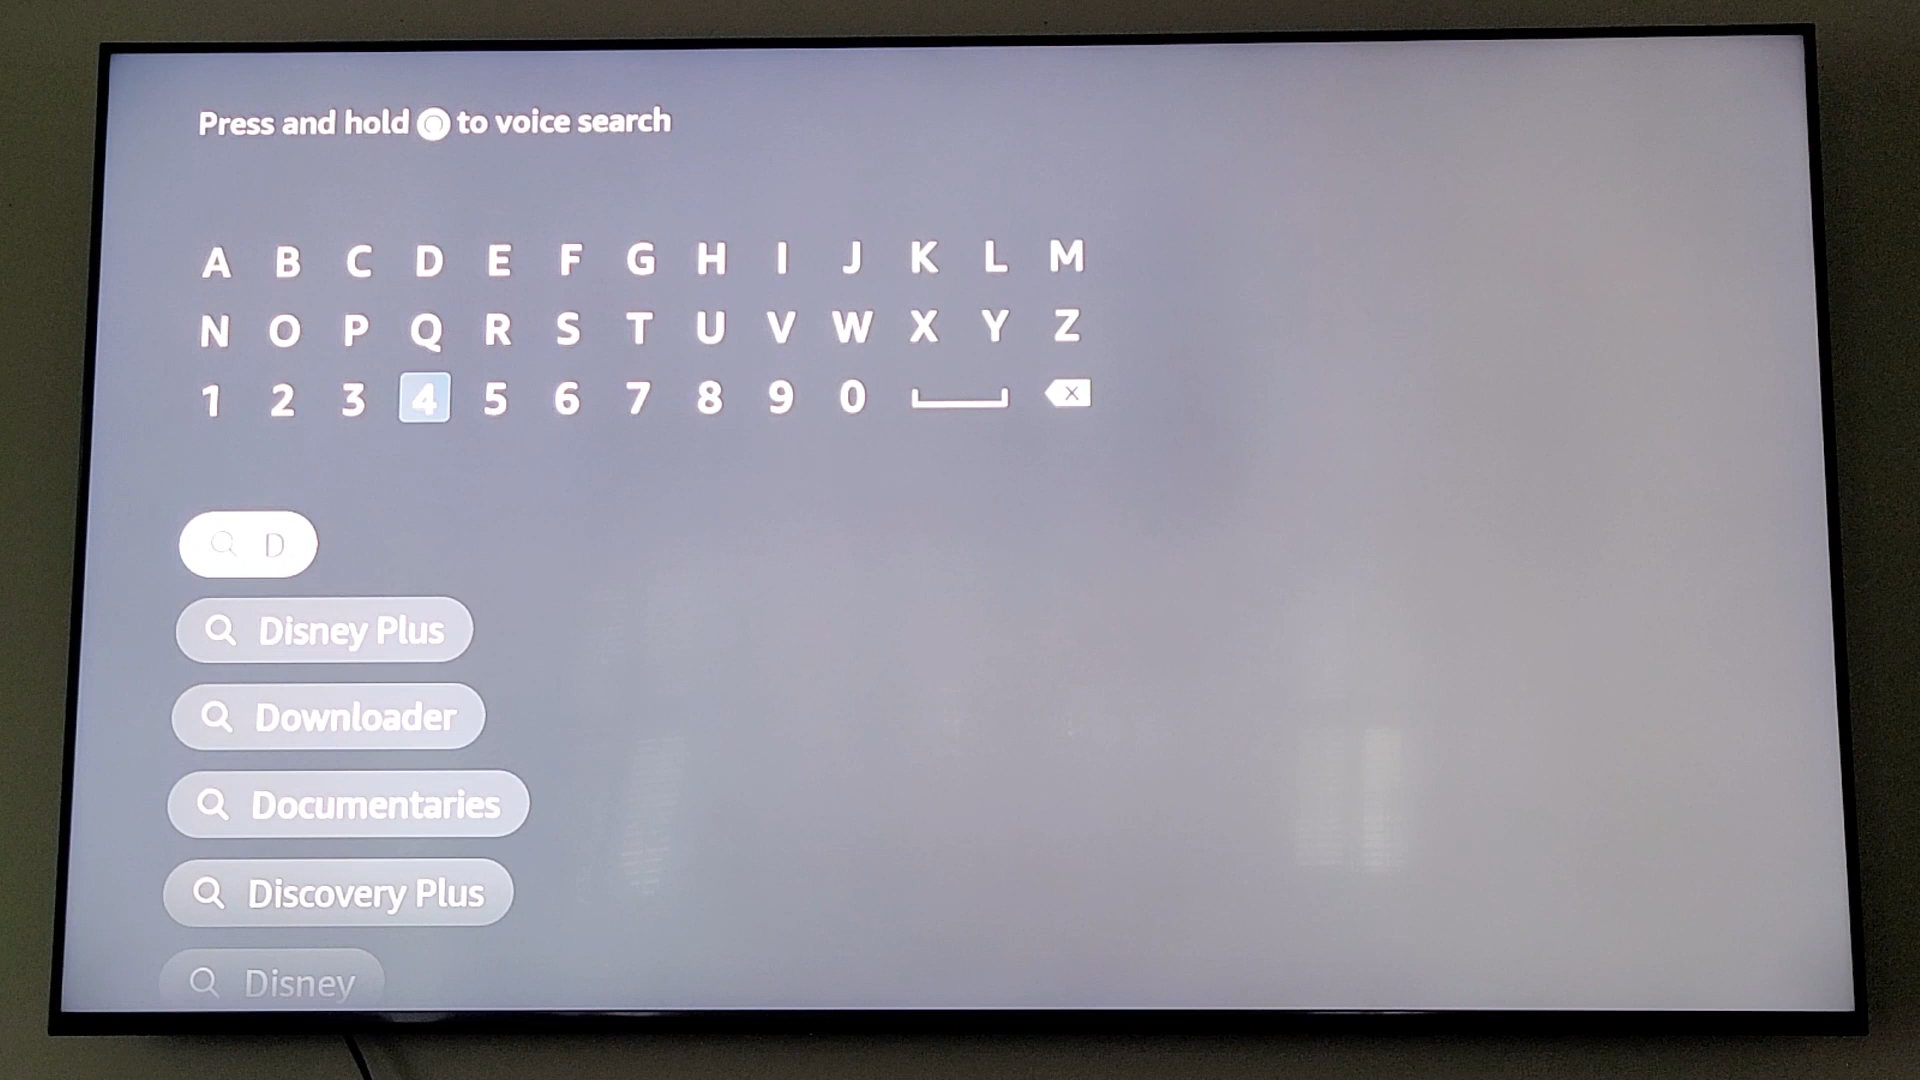 Press and hold to voice search
A B C D E F G H I J K L M
N O P Q R S T U V W X Y Z
1 2 3 4 5 6 7 8 9 0
D
Disney Plus
Downloader
Documentaries
Discovery Plus
Disney